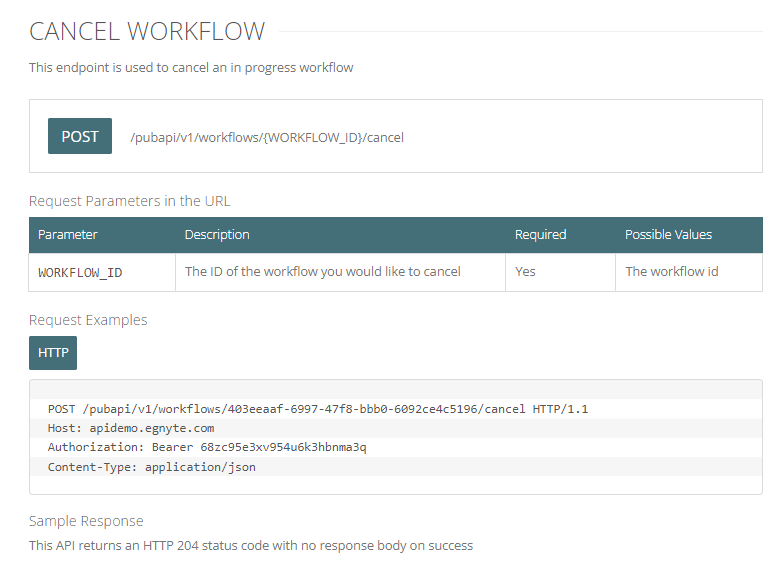 CANCEL WORKFLOW
This endpoint is used to cancel an in progress workflow
POST /pubapi/v1/workflows/{WORKFLOW_ID}/cancel
Request Parameters in the URL
Parameter Description Required Possible Values
WORKFLOW_ID The ID of the workflow you would like to cancel Yes The workflow id
Request Examples
HTTP
POST /pubapi/v1/workflows/403eeaaf-6997-47f8-bbb0-6092ce4c5196/cancel HTTP/1.1
Host: apidemo.egnyte.com
Authorization: Bearer 68zc95e3xv954u6k3hbnma3q
Content-Type: application/json
Sample Response
This API returns an HTTP 204 status code with no response body on success